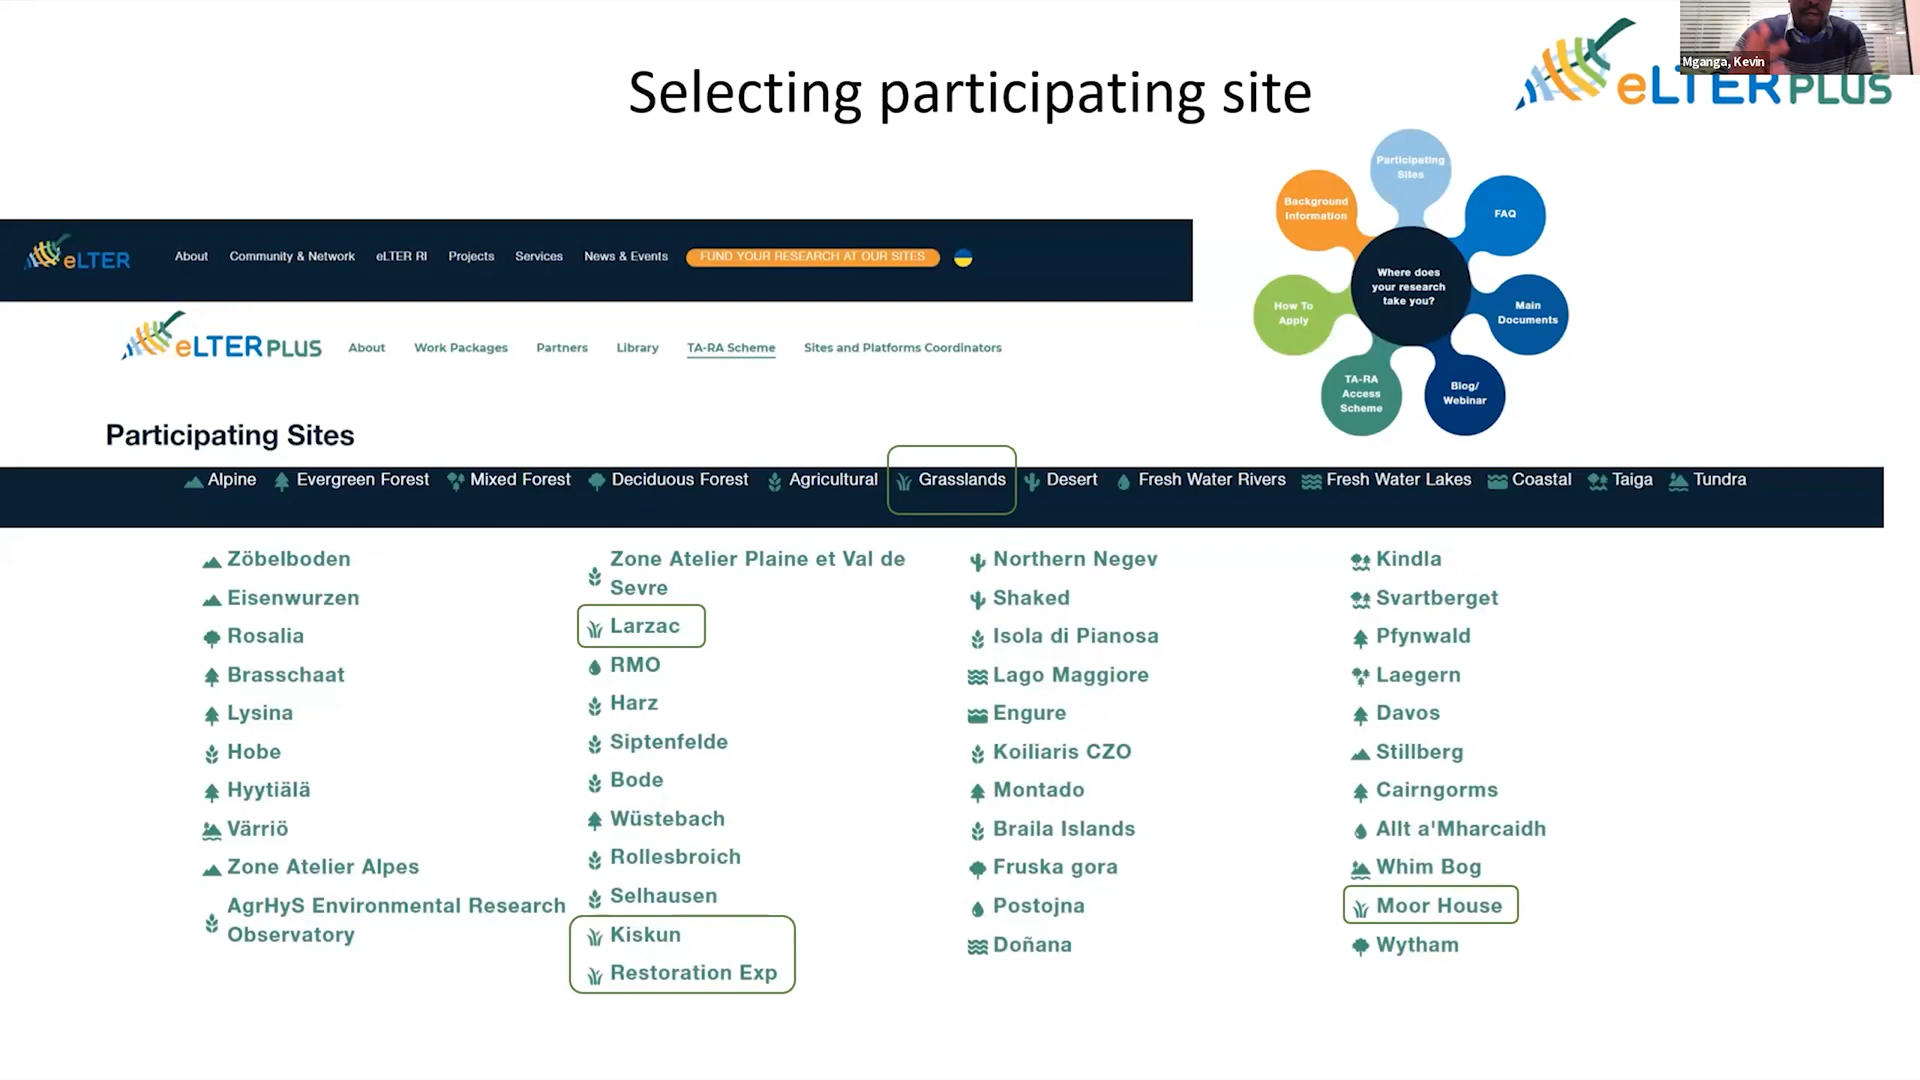 Selecting participating site
eLTER PLUS
Mganga, Kevin
Participating
Sites
Background
Information
FAQ
Where does
your research
take you?
How To
Apply
Main
Documents
TA-RA
Access
Scheme
Blog/
Webinar
eLTER
About Community & Network eLTER RI Projects Services News & Events FUND YOUR RESEARCH AT OUR SITES
eLTER PLUS About Work Packages Partners Library TA-RA Scheme Sites and Platforms Coordinators
Participating Sites
Alpine Evergreen Forest Mixed Forest Deciduous Forest Agricultural Grasslands Desert Fresh Water Rivers Fresh Water Lakes Coastal Taiga Tundra
Zöbelboden
Eisenwurzen
Rosalia
Brasschaat
Lysina
Hobe
Hyytiälä
Värriö
Zone Atelier Alpes
AgrHyS Environmental Research
Observatory
Zone Atelier Plaine et Val de
Sevre
Larzac
RMO
Harz
Siptenfelde
Bode
Wüstebach
Rollesbroich
Selhausen
Kiskun
Restoration Exp
Northern Negev
Shaked
Isola di Pianosa
Lago Maggiore
Engure
Koiliaris CZO
Montado
Braila Islands
Fruska gora
Postojna
Doñana
Kindla
Svartberget
Pfynwald
Laegern
Davos
Stillberg
Cairngorms
Allt a'Mharcaidh
Whim Bog
Moor House
Wytham